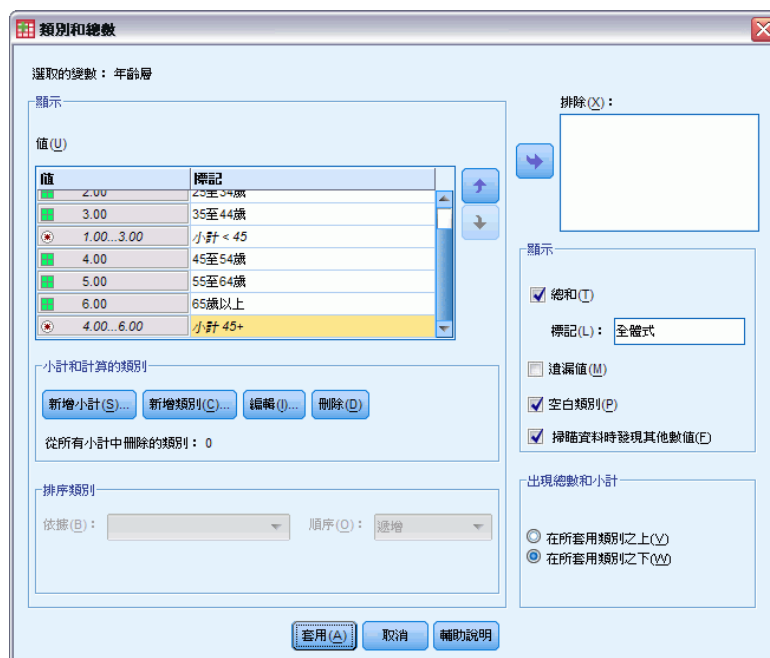 類別和總數
選取的變數：年齡層
顯示
值(U)
值 標記
2.00 25至34歲
3.00 35至44歲
1.00...3.00 小計 < 45
4.00 45至54歲
5.00 55至64歲
6.00 65歲以上
4.00...6.00 小計 45+
小計和計算的類別
新增小計(S)... 新增類別(C)... 編輯(I)... 刪除(D)
從所有小計中刪除的類別：0
排序類別
依據(B)： 順序(O)： 遞增
排除(X)：
顯示
總和(T)
標記(L)： 全體式
遺漏值(M)
空白類別(P)
掃瞄資料時發現其他數值(F)
出現總數和小計
在所套用類別之上(V)
在所套用類別之下(W)
套用(A) 取消 輔助說明